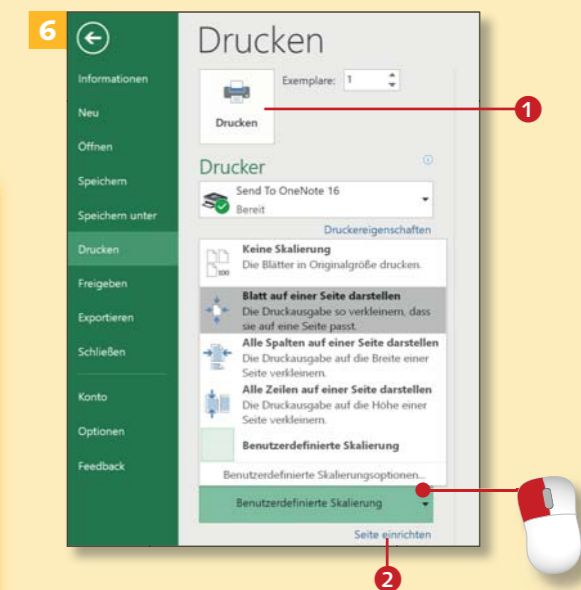 6
Drucken
Informationen
Neu
Öffnen
Speichern
Speichern unter
Drucken
Freigeben
Exportieren
Schließen
Konto
Optionen
Feedback
Exemplare: 1
Drucken
1
Drucker
Send To OneNote 16
Bereit
Druckereigenschaften
Keine Skalierung
Die Blätter in Originalgröße drucken.
Blatt auf einer Seite darstellen
Die Druckausgabe so verkleinern, dass
sie auf eine Seite passt.
Alle Spalten auf einer Seite darstellen
Die Druckausgabe auf die Breite einer
Seite verkleinern.
Alle Zeilen auf einer Seite darstellen
Die Druckausgabe auf die Höhe einer
Seite verkleinern.
Benutzerdefinierte Skalierung
Benutzerdefinierte Skalierungsoptionen...
Benutzerdefinierte Skalierung
Seite einrichten
2